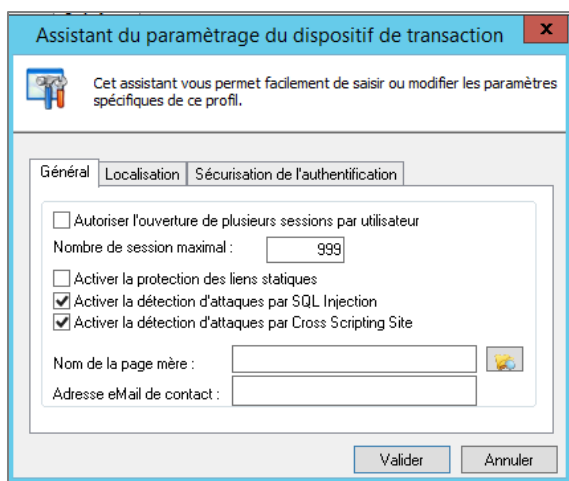 Assistant du paramètrage du dispositif de transaction
x
Cet assistant vous permet facilement de saisir ou modifier les paramètres
spécifiques de ce profil.
Général Localisation Sécurisation de l'authentification
Autoriser l'ouverture de plusieurs sessions par utilisateur
Nombre de session maximal : 999
Activer la protection des liens statiques
Activer la détection d'attaques par SQL Injection
Activer la détection d'attaques par Cross Scripting Site
Nom de la page mère :
Adresse eMail de contact :
Valider Annuler